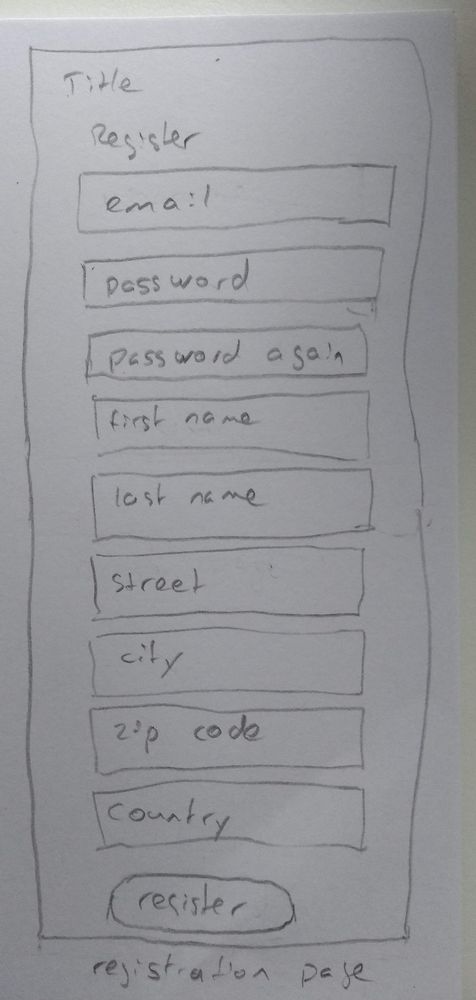 Title
Register
email
password
password again
first name
last name
street
city
zip code
country
register
registration page